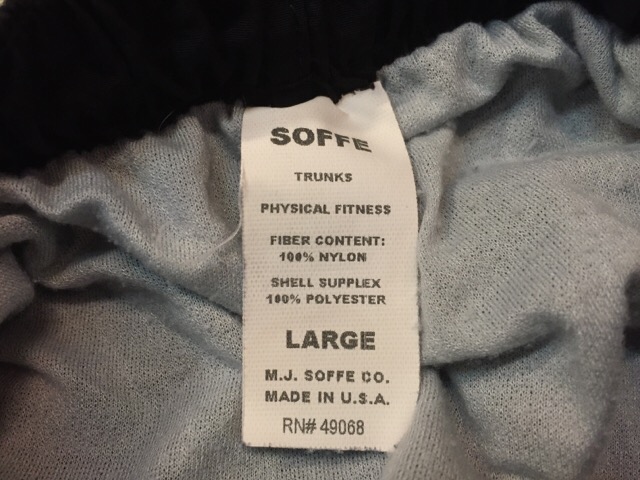 SOFFE
TRUNKS
PHYSICAL FITNESS
FIBER CONTENT:
100% NYLON
SHELL SUPPLEX
100% POLYESTER
LARGE
M.J. SOFFE CO.
MADE IN U.S.A.
RN# 49068